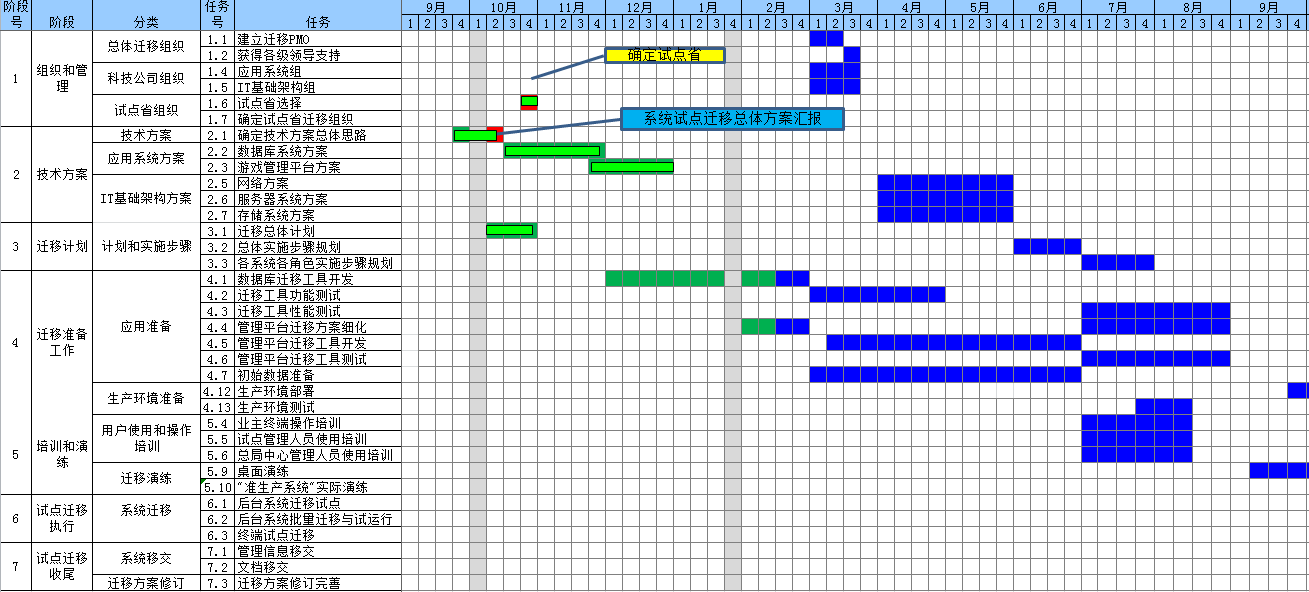 阶段号 阶段 分类 任务号 任务 9月 10月 11月 12月 1月 2月 3月 4月 5月 6月 7月 8月 9月
1 2 3 4 1 2 3 4 1 2 3 4 1 2 3 4 1 2 3 4 1 2 3 4 1 2 3 4 1 2 3 4 1 2 3 4 1 2 3 4 1 2 3 4 1 2 3 4 1 2 3 4
1 组织和管理
总体迁移组织
1.1 建立迁移PMO
1.2 获得各级领导支持
确定试点省
科技公司组织
1.4 应用系统组
1.5 IT基础架构组
试点省组织
1.6 试点省选择
1.7 确定试点省迁移组织
系统试点迁移总体方案汇报
2 技术方案
技术方案
2.1 确定技术方案总体思路
应用系统方案
2.2 数据库系统方案
2.3 游戏管理平台方案
IT基础架构方案
2.5 网络方案
2.6 服务器系统方案
2.7 存储系统方案
3 迁移计划
计划和实施步骤
3.1 迁移总体计划
3.2 总体实施步骤规划
3.3 各系统各角色实施步骤规划
4 迁移准备工作
应用准备
4.1 数据库迁移工具开发
4.2 迁移工具功能测试
4.3 迁移工具性能测试
4.4 管理平台迁移方案细化
4.5 管理平台迁移工具开发
4.6 管理平台迁移工具测试
4.7 初始数据准备
生产环境准备
4.12 生产环境部署
4.13 生产环境测试
5 培训和演练
用户使用和操作培训
5.4 业主终端操作培训
5.5 试点管理人员使用培训
5.6 总局中心管理人员使用培训
迁移演练
5.9 桌面演练
5.10 "准生产系统"实际演练
6 试点迁移执行
系统迁移
6.1 后台系统迁移试点
6.2 后台系统批量迁移与试运行
6.3 终端试点迁移
7 试点迁移收尾
系统移交
7.1 管理信息移交
7.2 文档移交
迁移方案修订
7.3 迁移方案修订完善